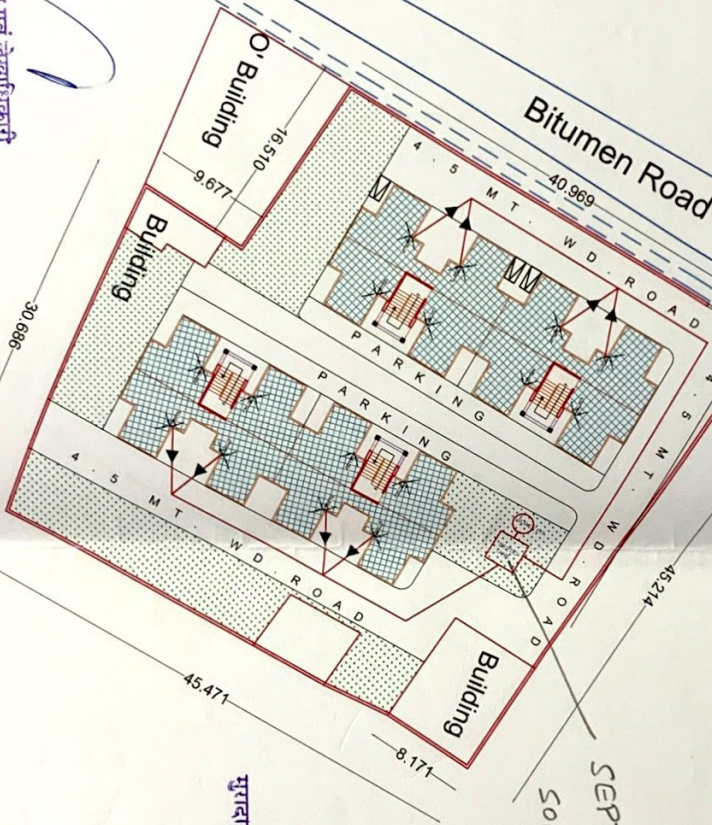 Bitumen Road
O' Building
16.510
9.677
40.969
4.5 MT. WD. ROAD
4.5 MT. WD ROAD
Building
30.686
PARKING
PARKING
4.5 MT. WD. ROAD
45.214
45.471
Building
8.171
SEP
50